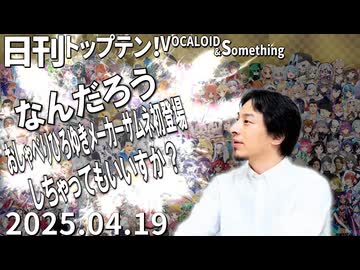 日刊トップテン!VOCALOID&Something
なんだろう
おしゃべりひろゆきメーカーサムネ初登場
しちゃってもいいすか？
2025.04.19